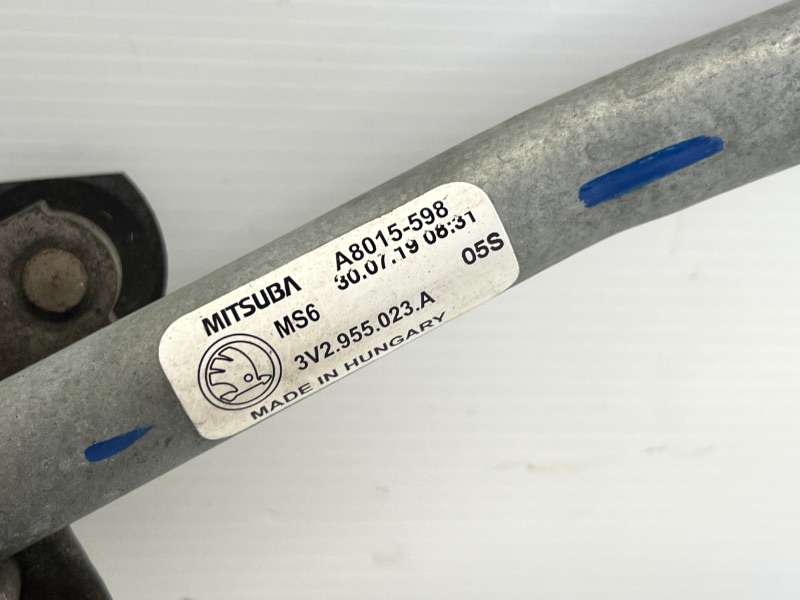 MITSUBA A8015-598
MS6 30.07.19 08:31
3V2.955.023.A 05S
MADE IN HUNGARY